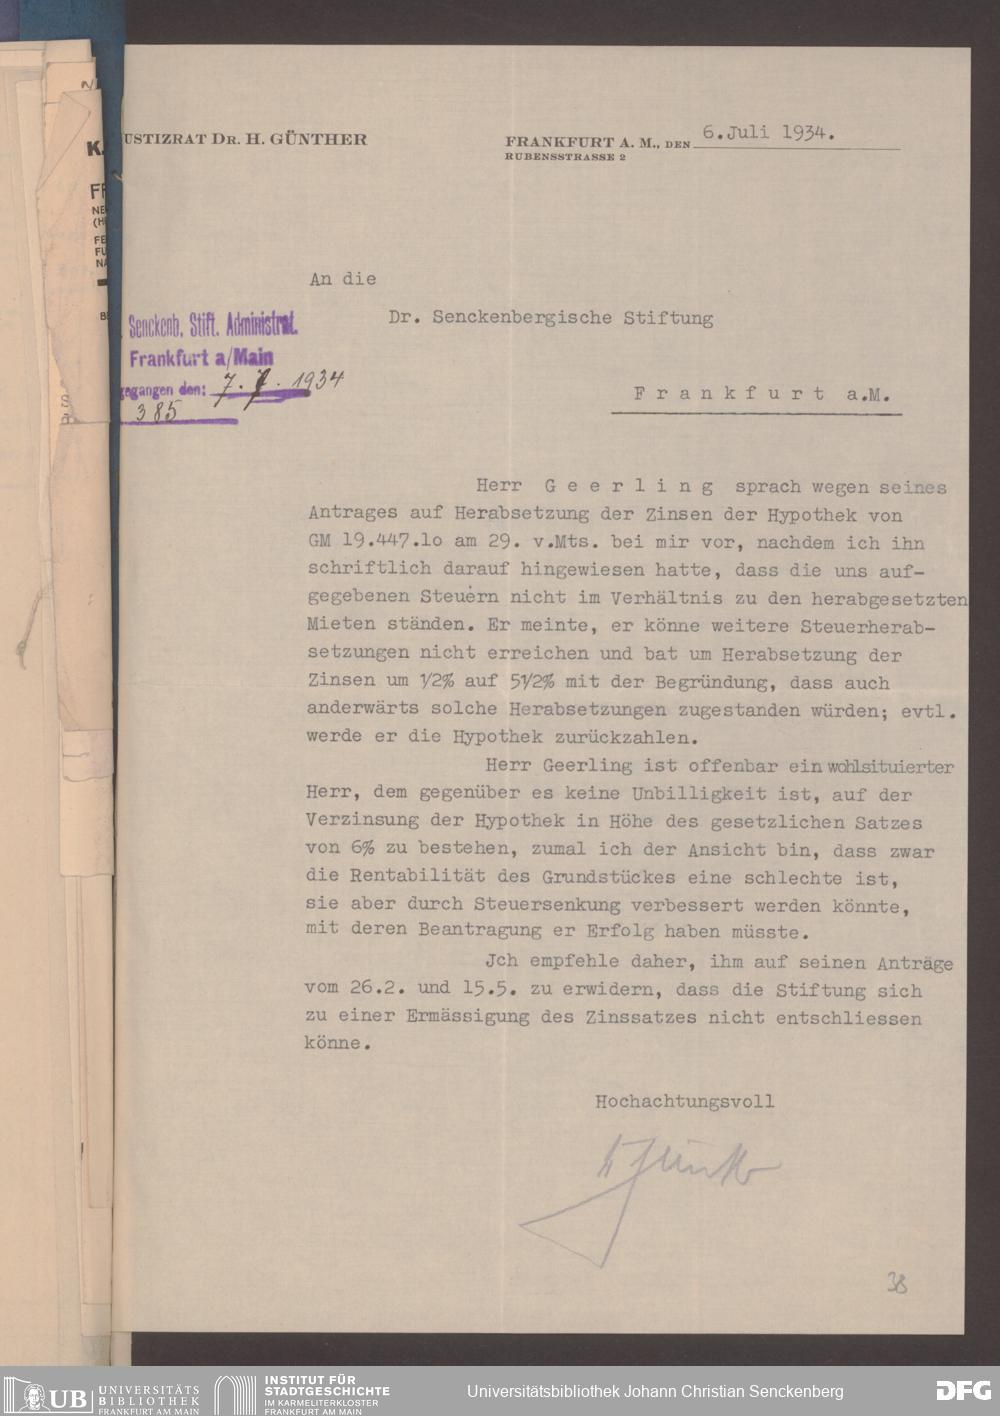 USTIZRAT DR. H. GÜNTHER
FRANKFURT A. M., DEN 6.Juli 1934.
RUBENSSTRASSE 2
An die
Dr. Senckenbergische Stiftung
Senckenb. Stift. Administrat.
Frankfurt a/Main
gegangen den: 7. 7. 1934
385
F r a n k f u r t a.M.
Herr G e e r l i n g sprach wegen seines
Antrages auf Herabsetzung der Zinsen der Hypothek von
GM 19.447.lo am 29. v.Mts. bei mir vor, nachdem ich ihn
schriftlich darauf hingewiesen hatte, dass die uns auf-
gegebenen Steuern nicht im Verhältnis zu den herabgesetzten
Mieten ständen. Er meinte, er könne weitere Steuerherab-
setzungen nicht erreichen und bat um Herabsetzung der
Zinsen um 1/2% auf 51/2% mit der Begründung, dass auch
anderwärts solche Herabsetzungen zugestanden würden; evtl.
werde er die Hypothek zurückzahlen.
Herr Geerling ist offenbar ein wohlsituierter
Herr, dem gegenüber es keine Unbilligkeit ist, auf der
Verzinsung der Hypothek in Höhe des gesetzlichen Satzes
von 6% zu bestehen, zumal ich der Ansicht bin, dass zwar
die Rentabilität des Grundstückes eine schlechte ist,
sie aber durch Steuersenkung verbessert werden könnte,
mit deren Beantragung er Erfolg haben müsste.
Jch empfehle daher, ihm auf seinen Anträge
vom 26.2. und 15.5. zu erwidern, dass die Stiftung sich
zu einer Ermässigung des Zinssatzes nicht entschliessen
könne.
Hochachtungsvoll
38
UB UNIVERSITÄTS
BIBLIOTHEK
FRANKFURT AM MAIN
INSTITUT FÜR
STADTGESCHICHTE
IM KARMELITERKLOSTER
FRANKFURT AM MAIN
Universitätsbibliothek Johann Christian Senckenberg
DFG